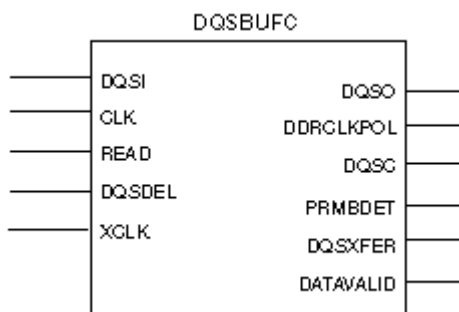 DQSBUFC
DQSI
CLK
READ
DQSDEL
XCLK
DQSO
DDRCLKPOL
DQSC
PRMBDET
DQSXFER
DATAVALID